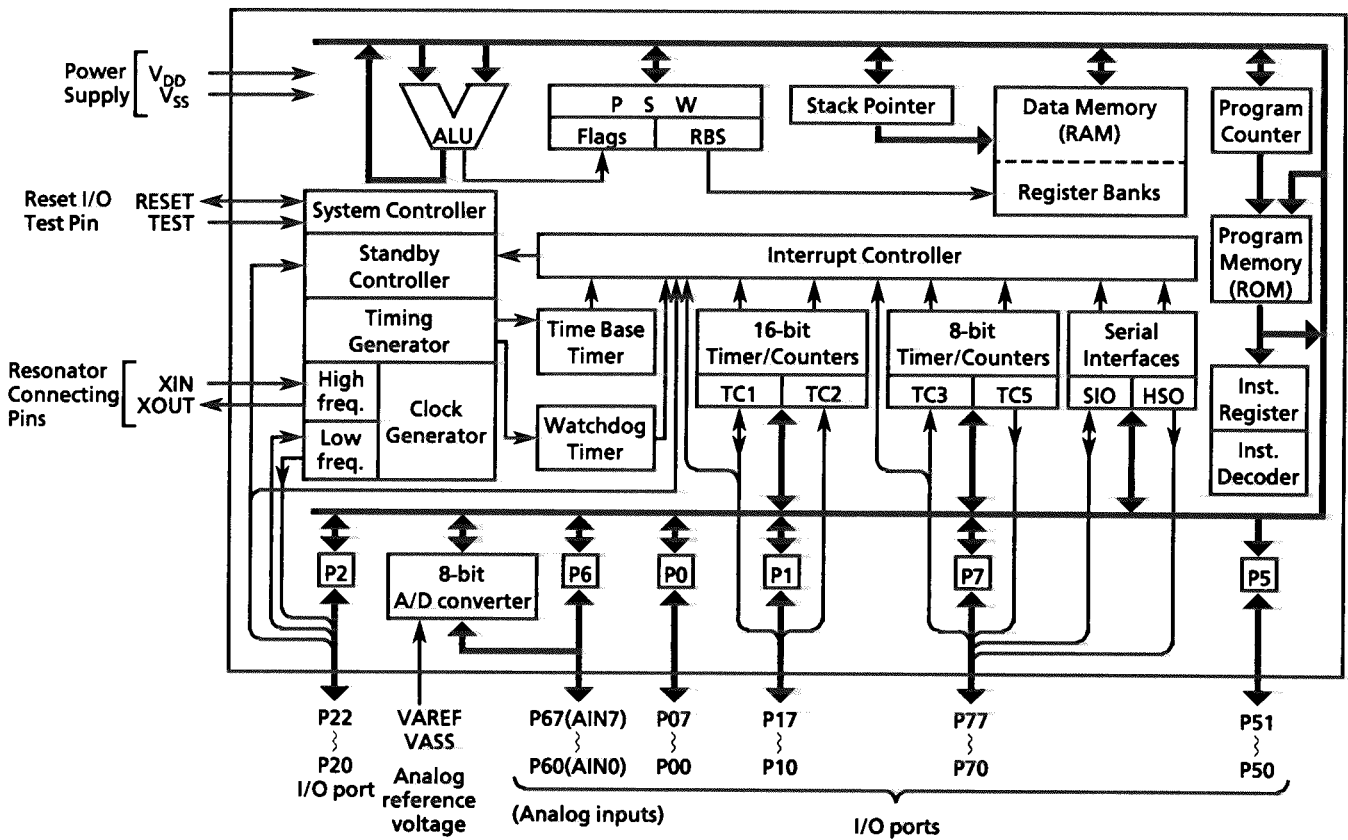 Power
Supply
VDD
VSS
ALU
P S W
Flags
RBS
Stack Pointer
Data Memory
(RAM)
Register Banks
Program
Counter
Reset I/O
Test Pin
RESET
TEST
System Controller
Standby
Controller
Timing
Generator
High
freq.
Low
freq.
Clock
Generator
Interrupt Controller
Program
Memory
(ROM)
Time Base
Timer
Watchdog
Timer
16-bit
Timer/Counters
TC1
TC2
8-bit
Timer/Counters
TC3
TC5
Serial
Interfaces
SIO
HSO
Inst.
Register
Inst.
Decoder
Resonator
Connecting
Pins
XIN
XOUT
P2
8-bit
A/D converter
P6
P0
P1
P7
P5
P22
P20
I/O port
VAREF
VASS
Analog
reference
voltage
P67(AIN7)
P60(AIN0)
(Analog inputs)
P07
P00
P17
P10
P77
P70
P51
P50
I/O ports